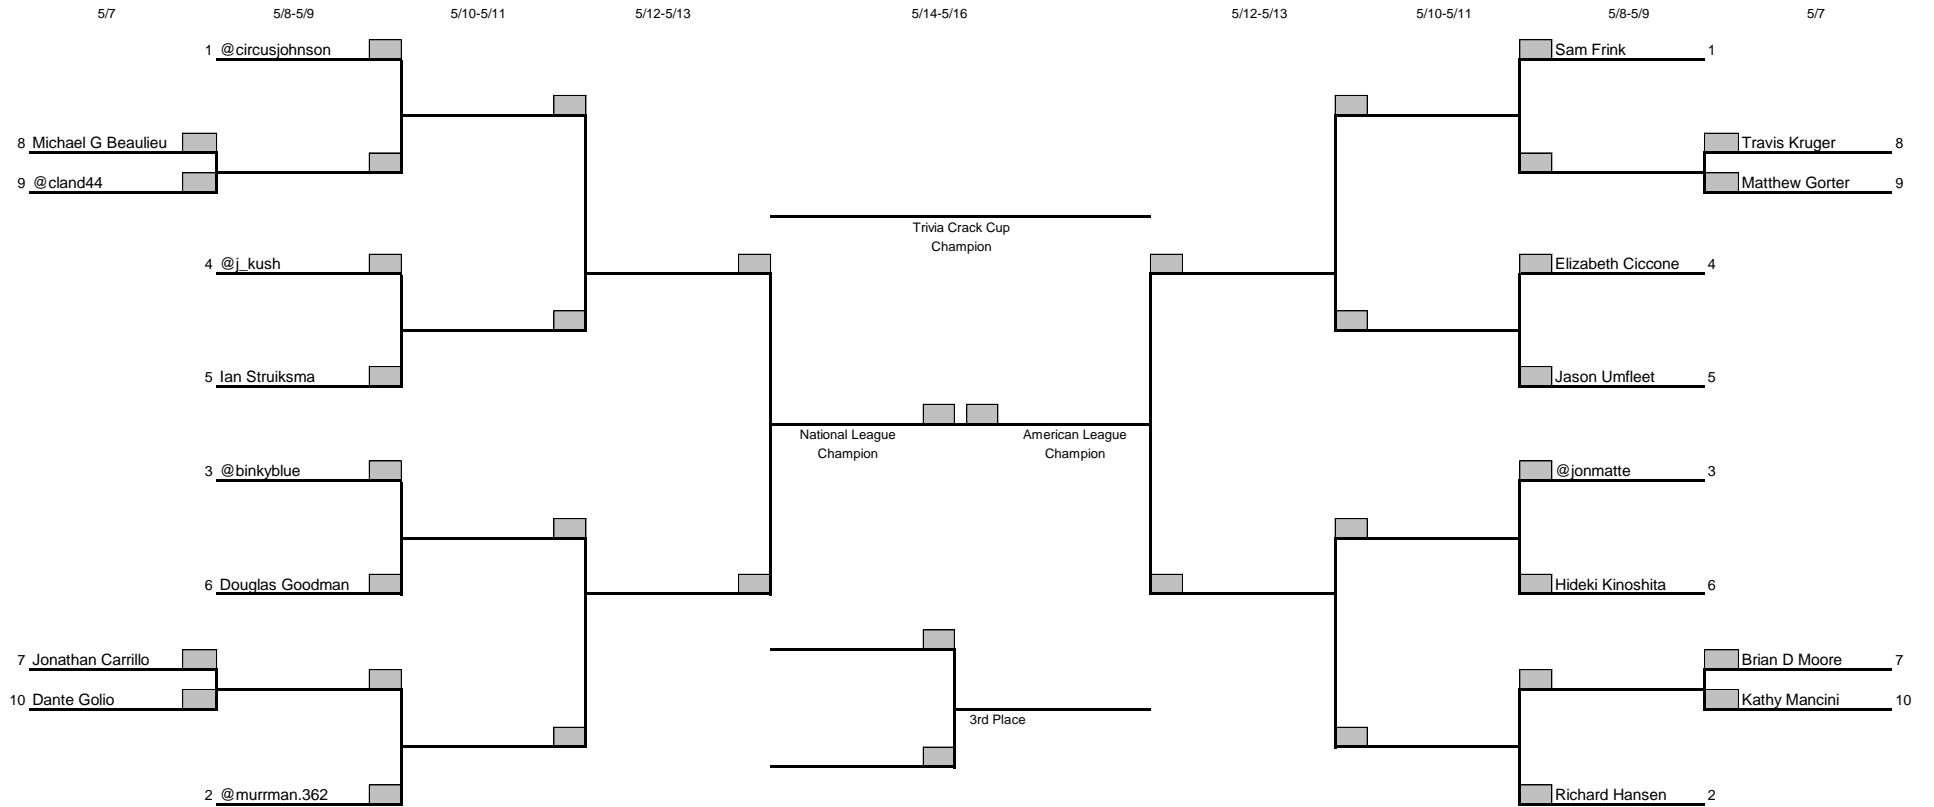 5/7 5/8-5/9 5/10-5/11 5/12-5/13 5/14-5/16 5/12-5/13 5/10-5/11 5/8-5/9 5/7
1 @circusjohnson Sam Frink 1
8 Michael G Beaulieu Travis Kruger 8
9 @cland44 Matthew Gorter 9
Trivia Crack Cup
Champion
4 @j_kush Elizabeth Ciccone 4
5 Ian Struiksma Jason Umfleet 5
National League American League
Champion Champion
3 @binkyblue @jonmatte 3
6 Douglas Goodman Hideki Kinoshita 6
7 Jonathan Carrillo Brian D Moore 7
10 Dante Golio Kathy Mancini 10
3rd Place
2 @murrman.362 Richard Hansen 2